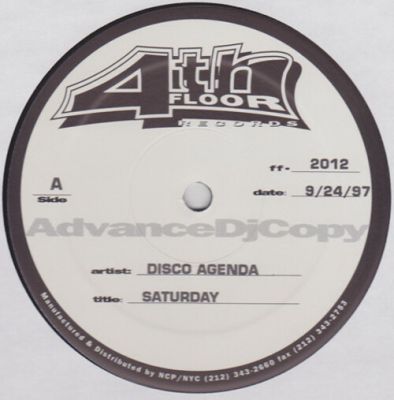 4th
FLOOR
RECORDS
ff- 2012
A
Side
date: 9/24/97
AdvanceDjCopy
artist: DISCO AGENDA
title: SATURDAY
Manufactured & Distributed by NCP/NYC (212) 343-2660 fax (212) 343-2753